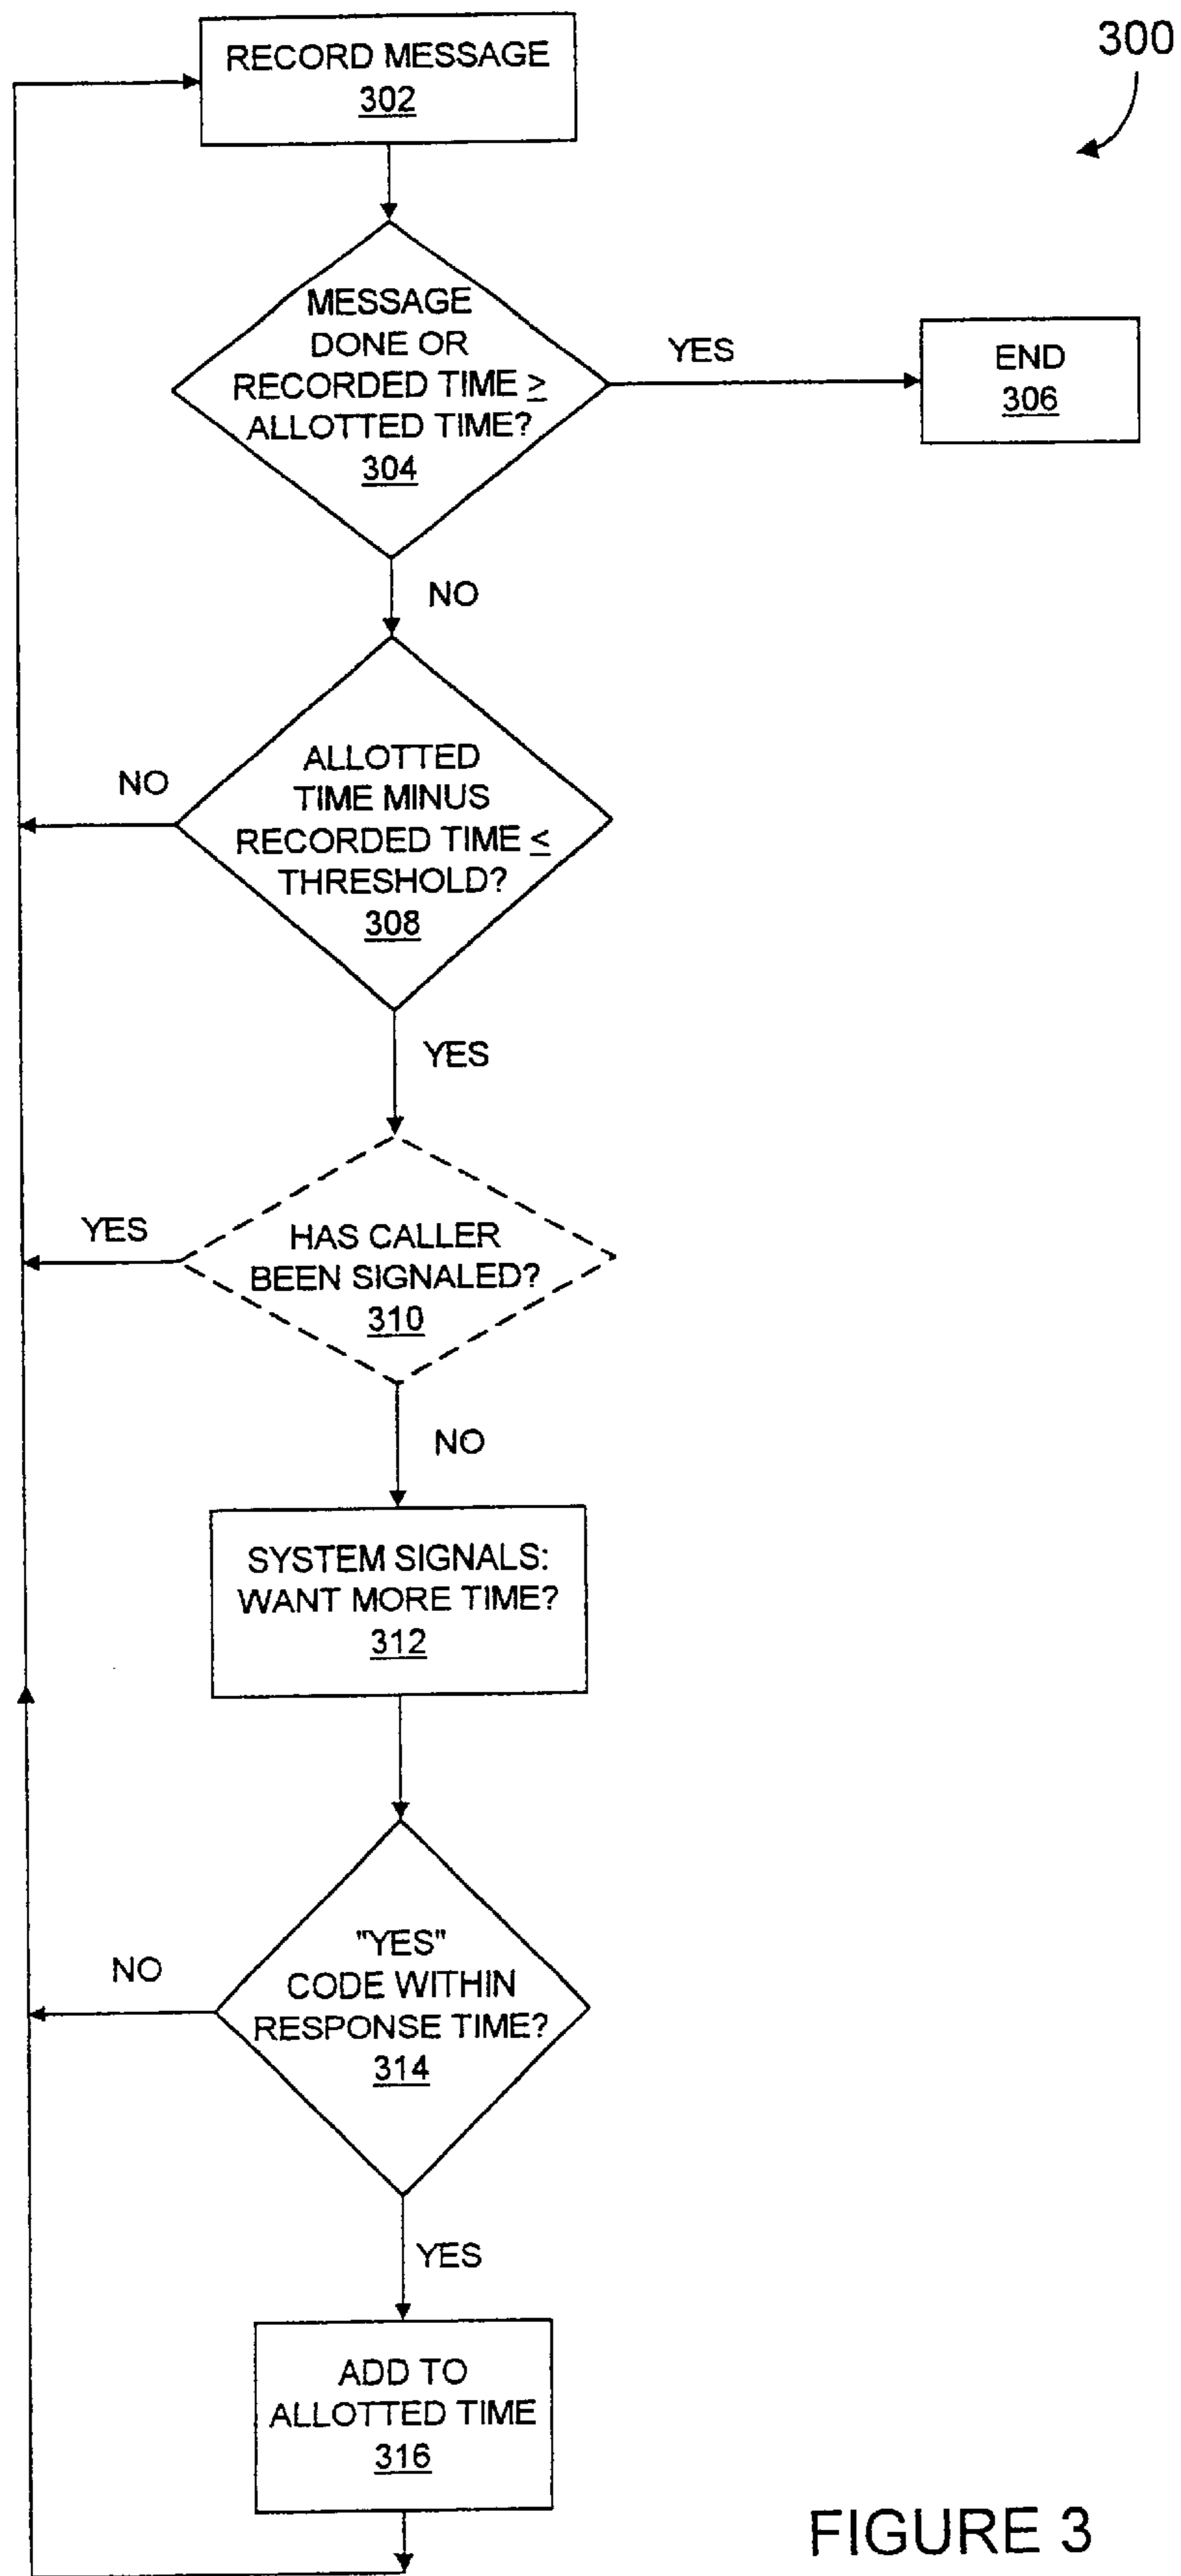 300
RECORD MESSAGE
302
MESSAGE
DONE OR
RECORDED TIME ≥
ALLOTTED TIME?
304
YES
END
306
NO
ALLOTTED
TIME MINUS
RECORDED TIME ≤
THRESHOLD?
308
NO
YES
HAS CALLER
BEEN SIGNALED?
310
YES
NO
SYSTEM SIGNALS:
WANT MORE TIME?
312
"YES"
CODE WITHIN
RESPONSE TIME?
314
NO
YES
ADD TO
ALLOTTED TIME
316
FIGURE 3